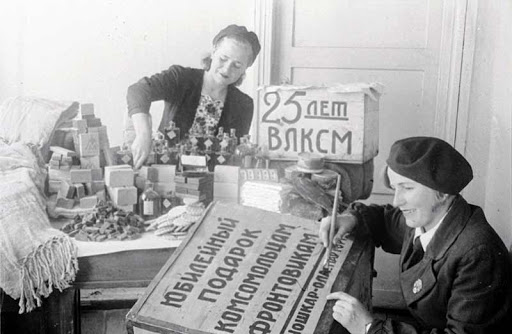 25 ЛЕТ
ВЛКСМ
ЮБИЛЕЙНЫЙ
ПОДАРОК
КОМСОМОЛЬЦАМ
ФРОНТОВИКАМ
ЙОШКАР-ОЛА